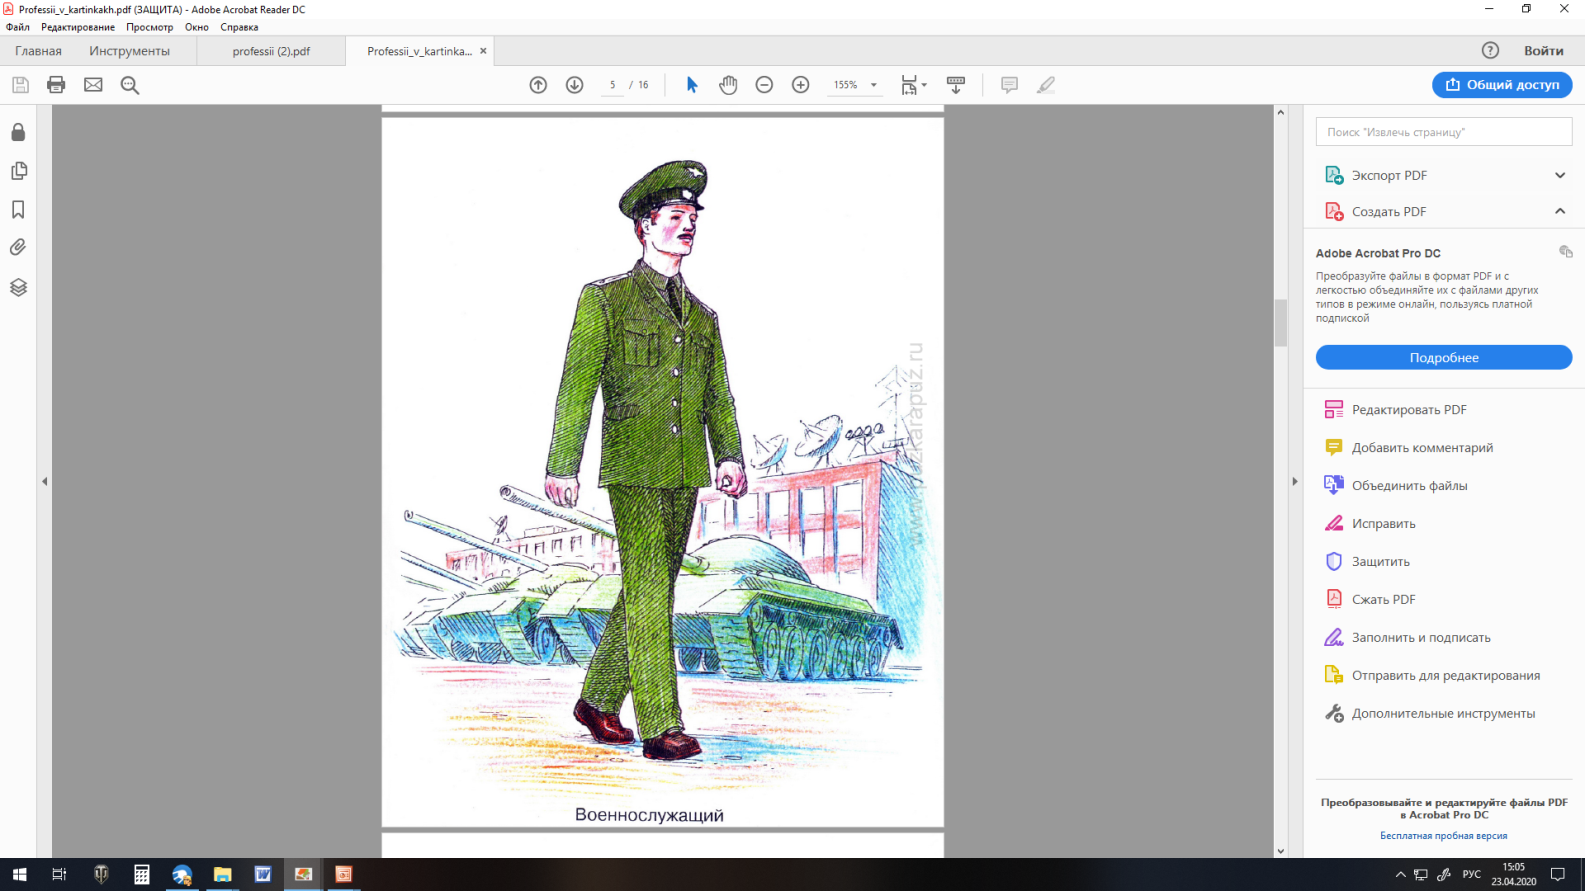 Professii_v_kartinkakh.pdf (ЗАЩИТА) - Adobe Acrobat Reader DC
Файл Редактирование Просмотр Окно Справка
Главная Инструменты professii (2).pdf Professii_v_kartinka... × Войти
5 / 16 155% Общий доступ
Поиск "Извлечь страницу"
Экспорт PDF
Создать PDF
Adobe Acrobat Pro DC
Преобразуйте файлы в формат PDF и с
легкостью объединяйте их с файлами других
типов в режиме онлайн, пользуясь платной
подпиской
Подробнее
Редактировать PDF
Добавить комментарий
Объединить файлы
Исправить
Защитить
Сжать PDF
Заполнить и подписать
Отправить для редактирования
Дополнительные инструменты
Преобразовывайте и редактируйте файлы PDF
в Acrobat Pro DC
Бесплатная пробная версия
Военнослужащий
РУС
15:05
23.04.2020